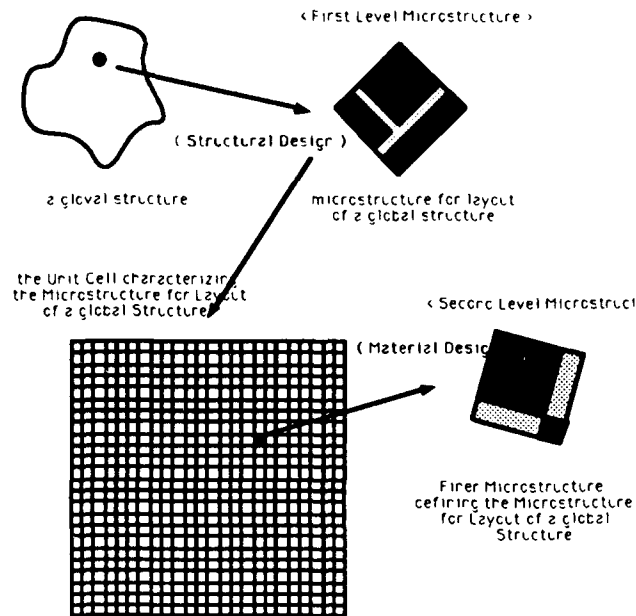 < First Level Microstructure >
( Structural Design )
a global structure
microstructure for layout
of a global structure
the Unit Cell characterizing
the Microstructure for Layout
of a global Structure
< Second Level Microstruct
( Material Desig
Finer Microstructure
defining the Microstructure
for Layout of a global
Structure